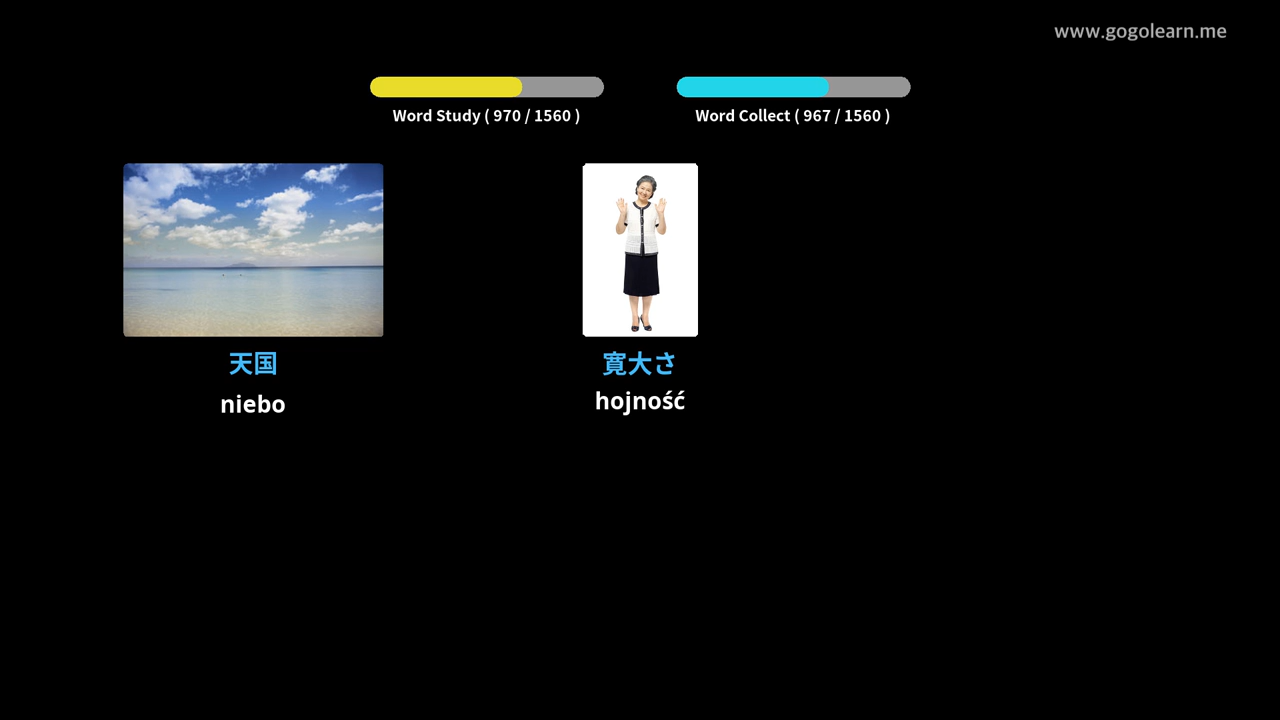 www.gogolearn.me
Word Study ( 970 / 1560 )
Word Collect ( 967 / 1560 )
天国
niebo
寛大さ
hojność